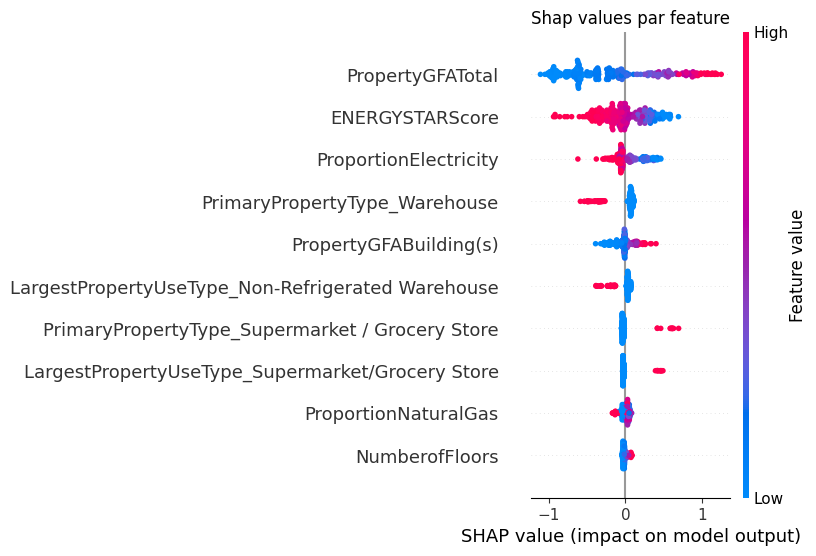 Shap values par feature
High
PropertyGFATotal
ENERGYSTARScore
ProportionElectricity
PrimaryPropertyType_Warehouse
PropertyGFABuilding(s)
LargestPropertyUseType_Non-Refrigerated Warehouse
PrimaryPropertyType_Supermarket / Grocery Store
LargestPropertyUseType_Supermarket/Grocery Store
ProportionNaturalGas
NumberofFloors
Feature value
Low
−1 0 1
SHAP value (impact on model output)